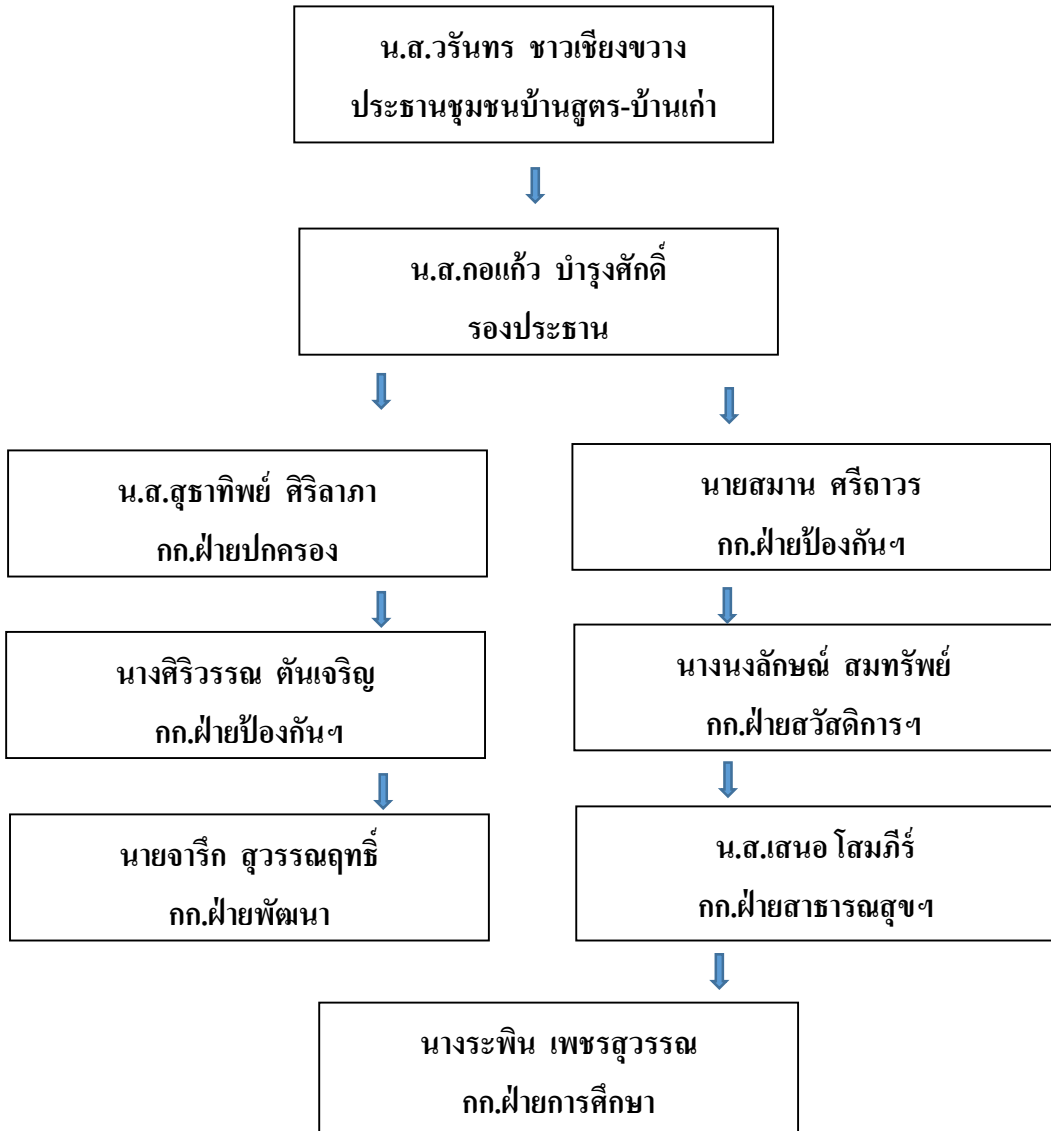 น.ส.วรันทร ชาวเชียงขวาง
ประธานชุมชนบ้านสูตร-บ้านเก่า
น.ส.กอแก้ว บำรุงศักดิ์
รองประธาน
น.ส.สุธาทิพย์ ศิริลาภา
กก.ฝ่ายปกครอง
นายสมาน ศรีถาวร
กก.ฝ่ายป้องกันฯ
นางศิริวรรณ ตันเจริญ
กก.ฝ่ายป้องกันฯ
นางนงลักษณ์ สมทรัพย์
กก.ฝ่ายสวัสดิการฯ
นายจารึก สุวรรณฤทธิ์
กก.ฝ่ายพัฒนา
น.ส.เสนอ โสมภีร์
กก.ฝ่ายสาธารณสุขฯ
นางระพิน เพชรสุวรรณ
กก.ฝ่ายการศึกษา